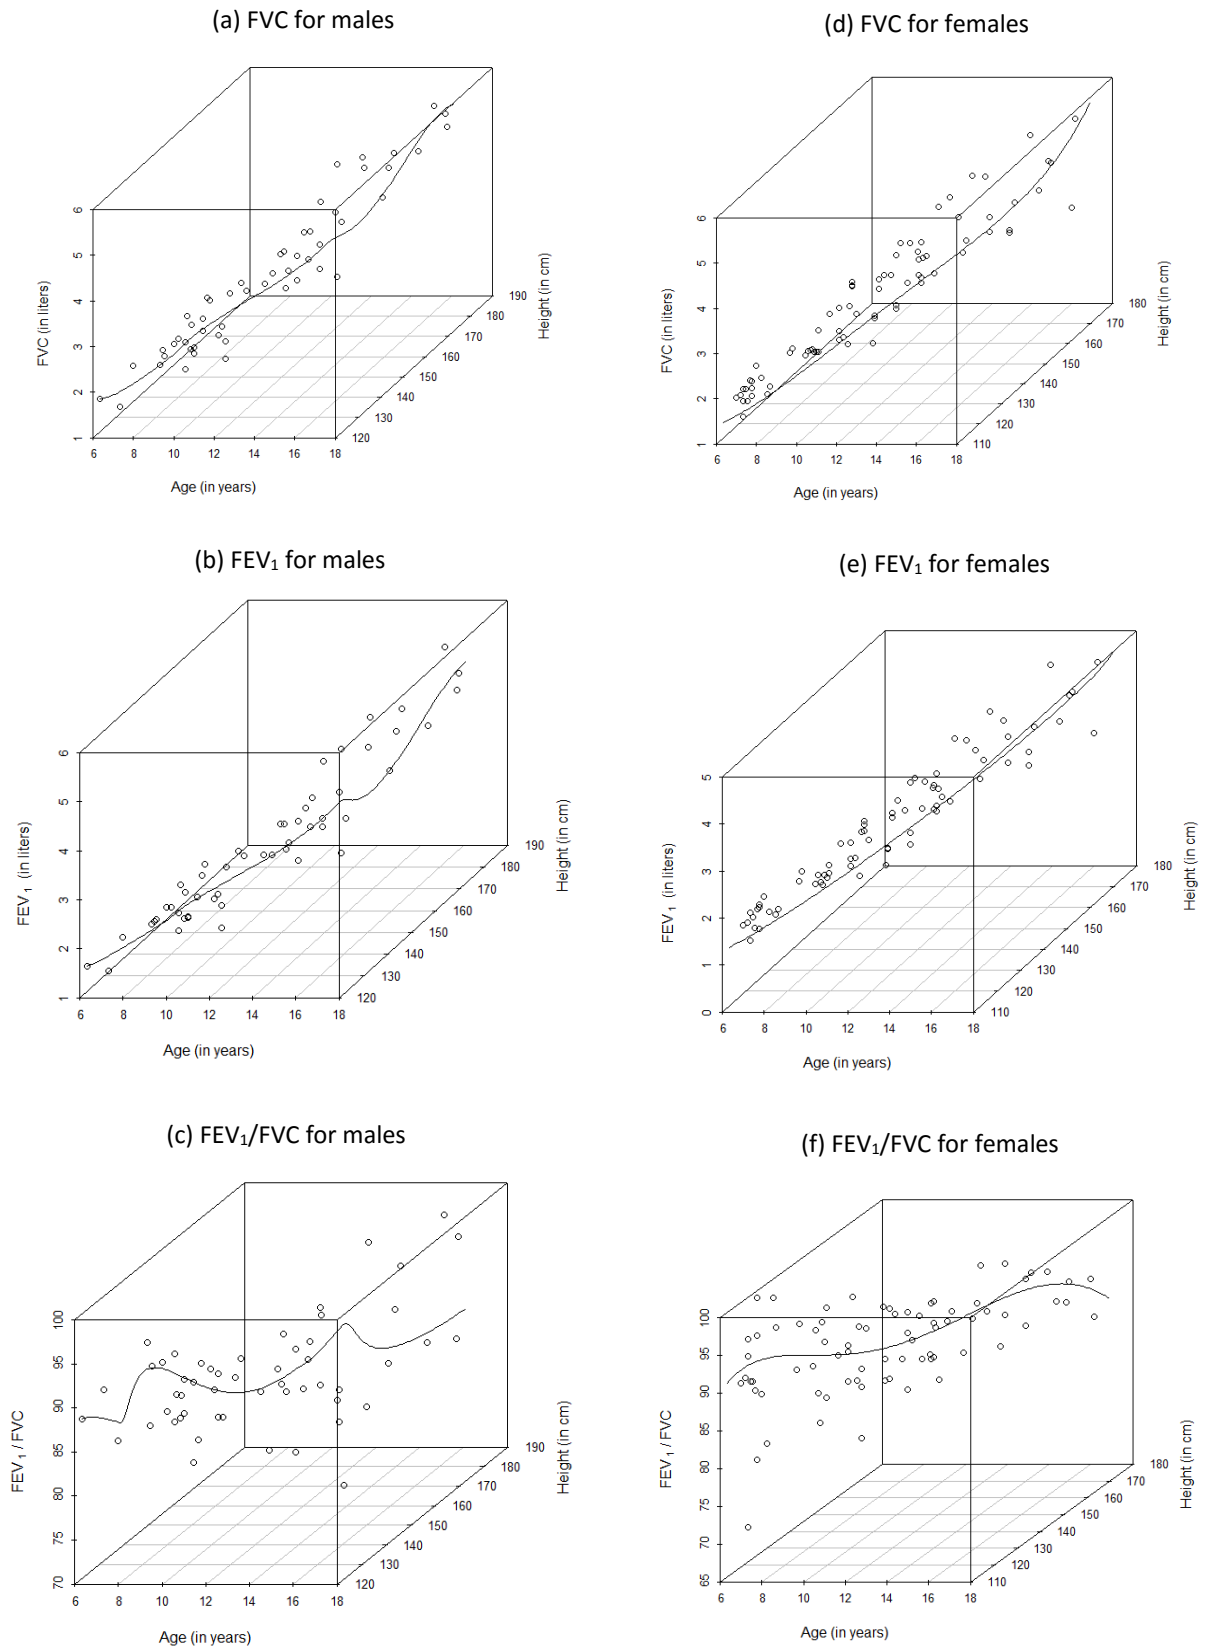 (a) FVC for males
(d) FVC for females
FVC (in liters)
6
5
4
3
2
1
6 8 10 12 14 16 18
Age (in years)
120 130 140 150 160 170 180 190
Height (in cm)
FVC (in liters)
6
5
4
3
2
1
6 8 10 12 14 16 18
Age (in years)
110 120 130 140 150 160 170 180
Height (in cm)
(b) FEV₁ for males
(e) FEV₁ for females
FEV ₁ (in liters)
6
5
4
3
2
1
6 8 10 12 14 16 18
Age (in years)
120 130 140 150 160 170 180 190
Height (in cm)
FEV ₁ (in liters)
5
4
3
2
1
0
6 8 10 12 14 16 18
Age (in years)
110 120 130 140 150 160 170 180
Height (in cm)
(c) FEV₁/FVC for males
(f) FEV₁/FVC for females
FEV ₁ / FVC
100
95
90
85
80
75
70
6 8 10 12 14 16 18
Age (in years)
120 130 140 150 160 170 180 190
Height (in cm)
FEV ₁ / FVC
100
95
90
85
80
75
70
65
6 8 10 12 14 16 18
Age (in years)
110 120 130 140 150 160 170 180
Height (in cm)